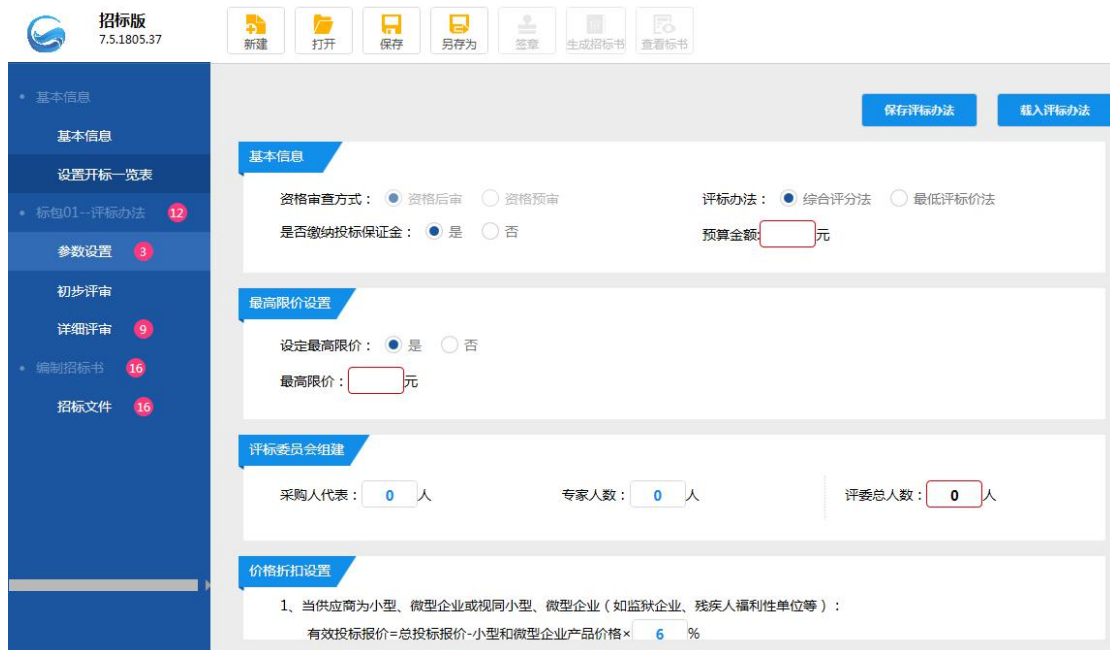 招标版
7.5.1805.37
新建 打开 保存 另存为 签章 生成招标书 查看标书
基本信息
基本信息
设置开标一览表
标包01--评标办法 12
参数设置 3
初步评审
详细评审 9
编制招标书 16
招标文件 16
保存评标办法 载入评标办法
基本信息
资格审查方式： 资格后审 资格预审 评标办法： 综合评分法 最低评标价法
是否缴纳投标保证金： 是 否 预算金额: 元
最高限价设置
设定最高限价： 是 否
最高限价： 元
评标委员会组建
采购人代表： 0 人 专家人数： 0 人 评委总人数： 0 人
价格折扣设置
1、当供应商为小型、微型企业或视同小型、微型企业（如监狱企业、残疾人福利性单位等）：
有效投标报价=总投标报价-小型和微型企业产品价格× 6 %